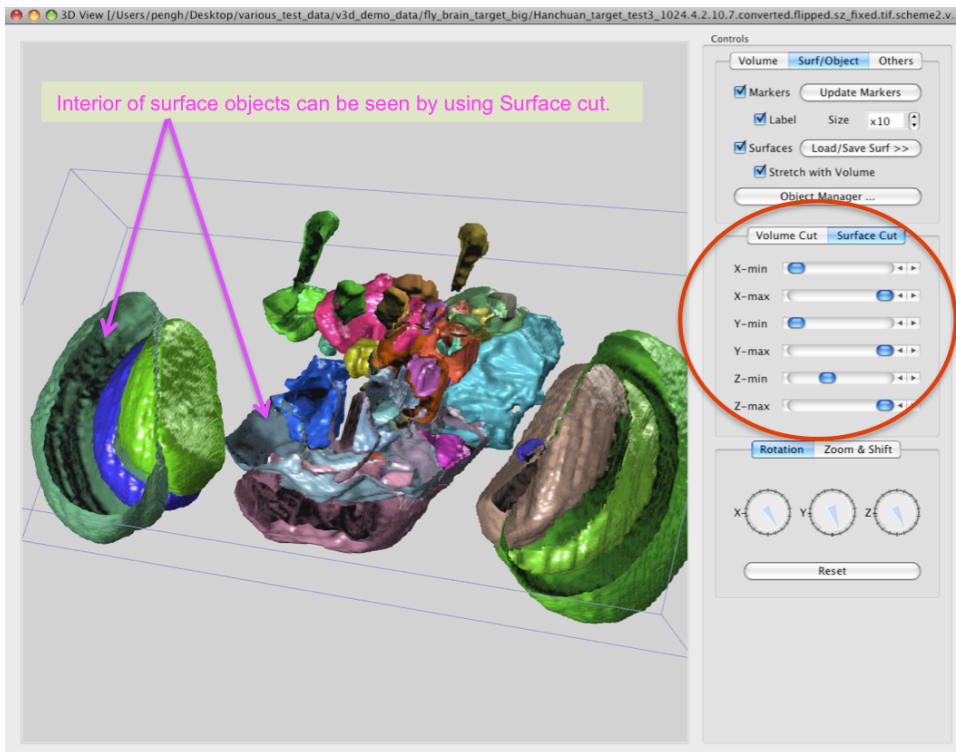 3D View [/Users/pengh/Desktop/various_test_data/v3d_demo_data/fly_brain_target_big/Hanchuan_target_test3_1024.4.2.10.7.converted.flipped.sz_fixed.tif.scheme2.v...
Interior of surface objects can be seen by using Surface cut.
Controls
Volume Surf/Object Others
Markers Update Markers
Label Size x10
Surfaces Load/Save Surf >>
Stretch with Volume
Object Manager ...
Volume Cut Surface Cut
X-min
X-max
Y-min
Y-max
Z-min
Z-max
Rotation Zoom & Shift
X Y Z
Reset